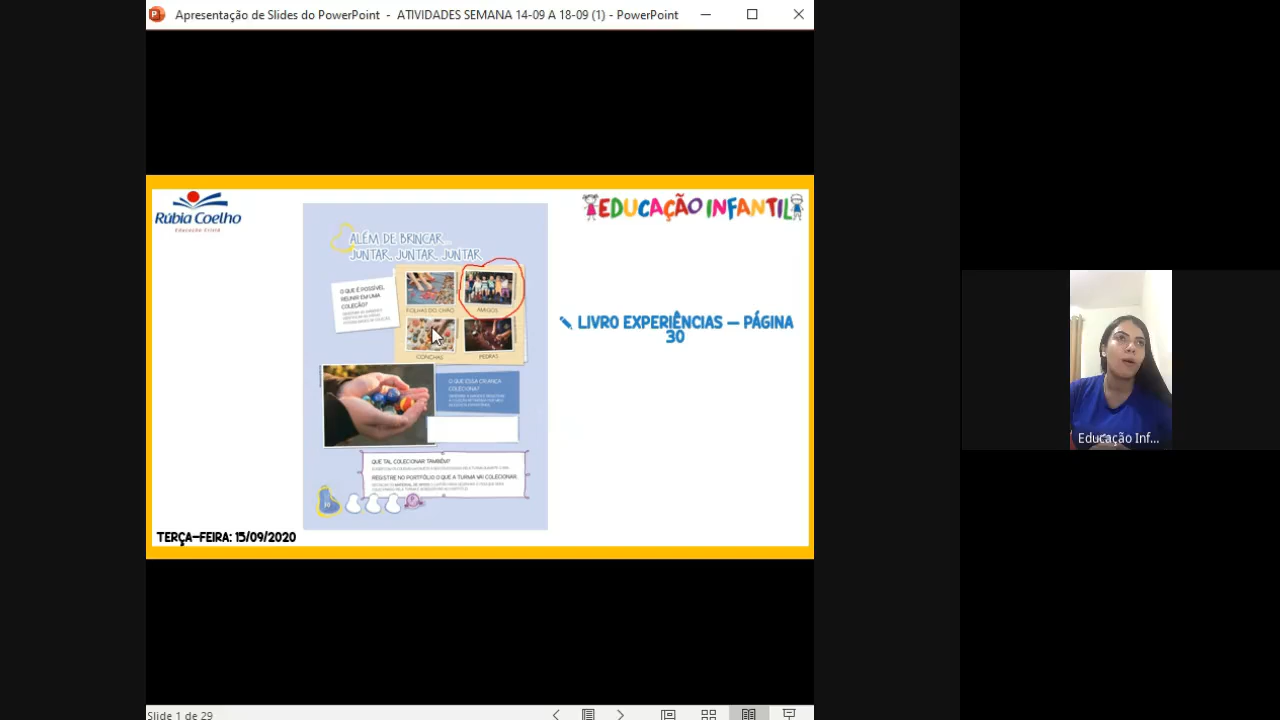 Apresentação de Slides do PowerPoint - ATIVIDADES SEMANA 14-09 A 18-09 (1) - PowerPoint
Rúbia Coelho
Educação Cristã
EDUCAÇÃO INFANTIL
ALÉM DE BRINCAR...
JUNTAR, JUNTAR, JUNTAR
O QUE É POSSÍVEL
REUNIR EM UMA
COLEÇÃO?
FOLHAS DO CHÃO
AMIGOS
CONCHAS
PEDRAS
LIVRO EXPERIÊNCIAS – PÁGINA
30
O QUE ESSA CRIANÇA
COLECIONA?
QUE TAL COLECIONAR TAMBÉM?
REGISTRE NO PORTFÓLIO O QUE A TURMA VAI COLECIONAR.
30
TERÇA-FEIRA: 15/09/2020
Educação Inf...
Slide 1 de 29